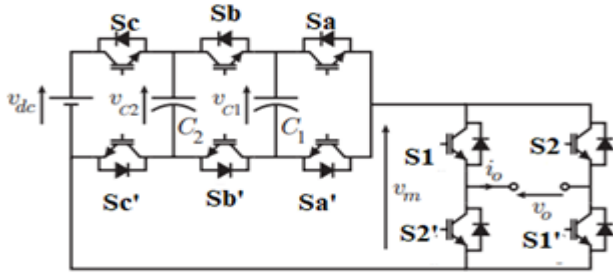 Sc Sb Sa
v_dc v_C2 C_2 v_C1 C_1
Sc' Sb' Sa'
v_m
S1 S2
i_o
v_o
S2' S1'